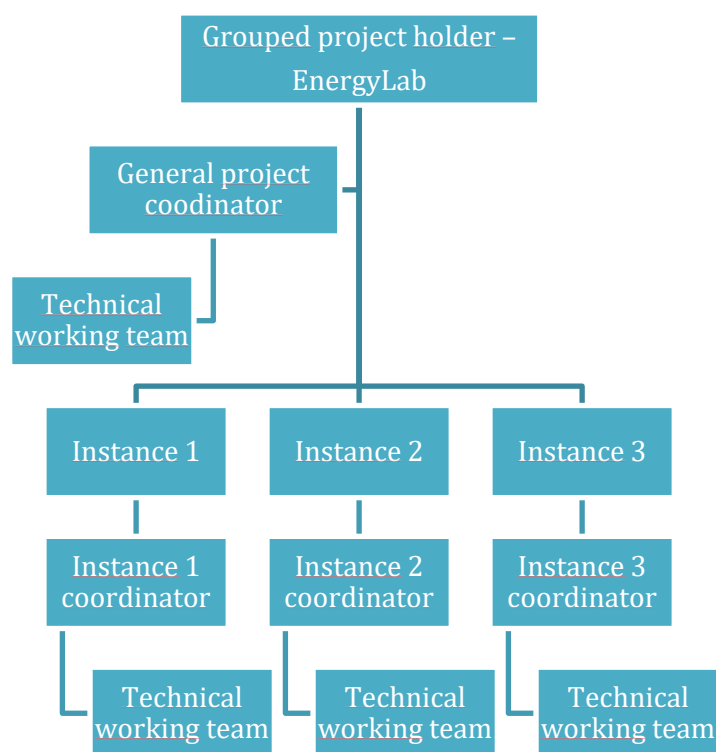 Grouped project holder –
EnergyLab
General project
coodinator
Technical
working team
Instance 1
Instance 2
Instance 3
Instance 1
coordinator
Instance 2
coordinator
Instance 3
coordinator
Technical
working team
Technical
working team
Technical
working team